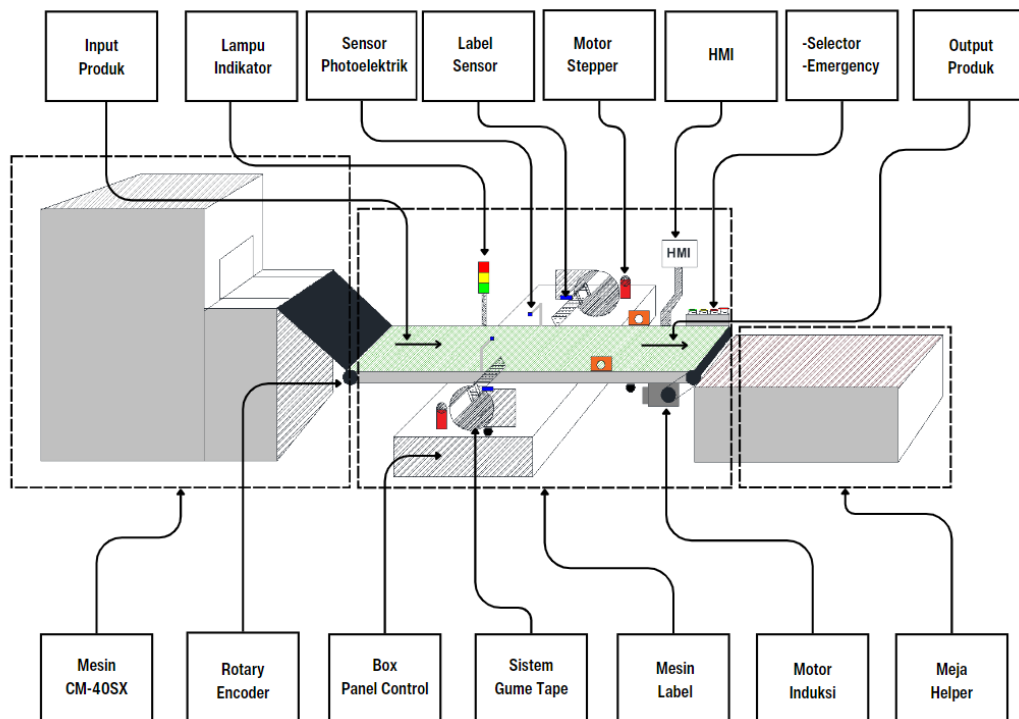 Input
Produk
Lampu
Indikator
Sensor
Photoelektrik
Label
Sensor
Motor
Stepper
HMI
-Selector
-Emergency
Output
Produk
HMI
Mesin
CM-40SX
Rotary
Encoder
Box
Panel Control
Sistem
Gume Tape
Mesin
Label
Motor
Induksi
Meja
Helper